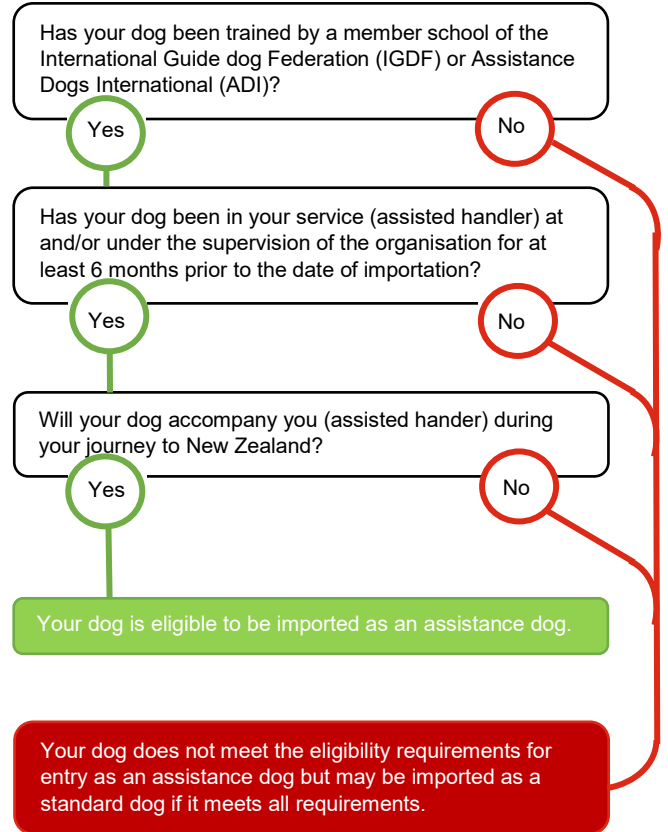 Has your dog been trained by a member school of the
International Guide dog Federation (IGDF) or Assistance
Dogs International (ADI)?
Yes
No
Has your dog been in your service (assisted handler) at
and/or under the supervision of the organisation for at
least 6 months prior to the date of importation?
Yes
No
Will your dog accompany you (assisted hander) during
your journey to New Zealand?
Yes
No
Your dog is eligible to be imported as an assistance dog.
Your dog does not meet the eligibility requirements for
entry as an assistance dog but may be imported as a
standard dog if it meets all requirements.